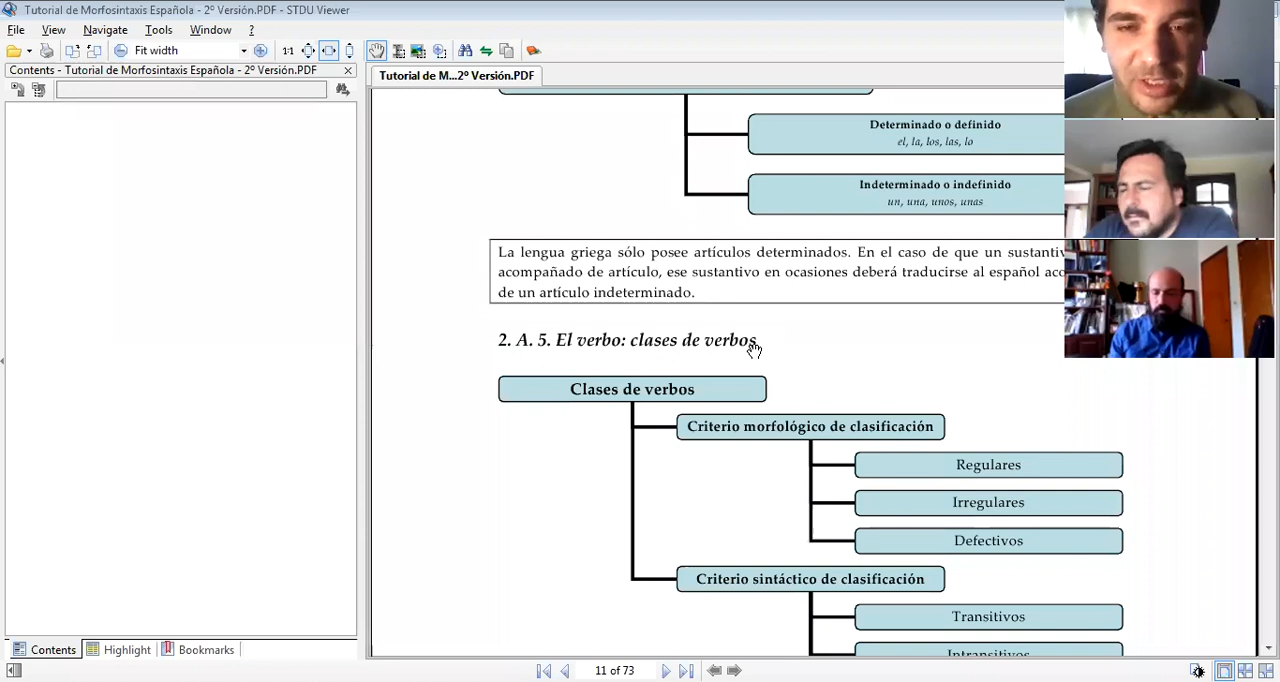 Tutorial de Morfosintaxis Española - 2º Versión.PDF - STDU Viewer
File View Navigate Tools Window ?
Fit width
1:1
Contents - Tutorial de Morfosintaxis Española - 2º Versión.PDF
Tutorial de M...2º Versión.PDF
Determinado o definido
el, la, los, las, lo
Indeterminado o indefinido
un, una, unos, unas
La lengua griega sólo posee artículos determinados. En el caso de que un sustantiv
acompañado de artículo, ese sustantivo en ocasiones deberá traducirse al español aco
de un artículo indeterminado.
2. A. 5. El verbo: clases de verbos
Clases de verbos
Criterio morfológico de clasificación
Regulares
Irregulares
Defectivos
Criterio sintáctico de clasificación
Transitivos
Intransitivos
Contents Highlight Bookmarks
11 of 73